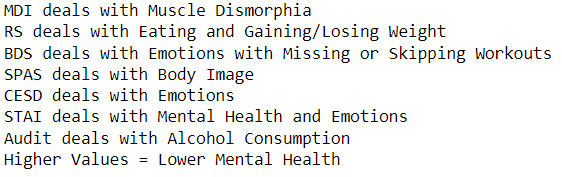 MDI deals with Muscle Dismorphia
RS deals with Eating and Gaining/Losing Weight
BDS deals with Emotions with Missing or Skipping Workouts
SPAS deals with Body Image
CESD deals with Emotions
STAI deals with Mental Health and Emotions
Audit deals with Alcohol Consumption
Higher Values = Lower Mental Health